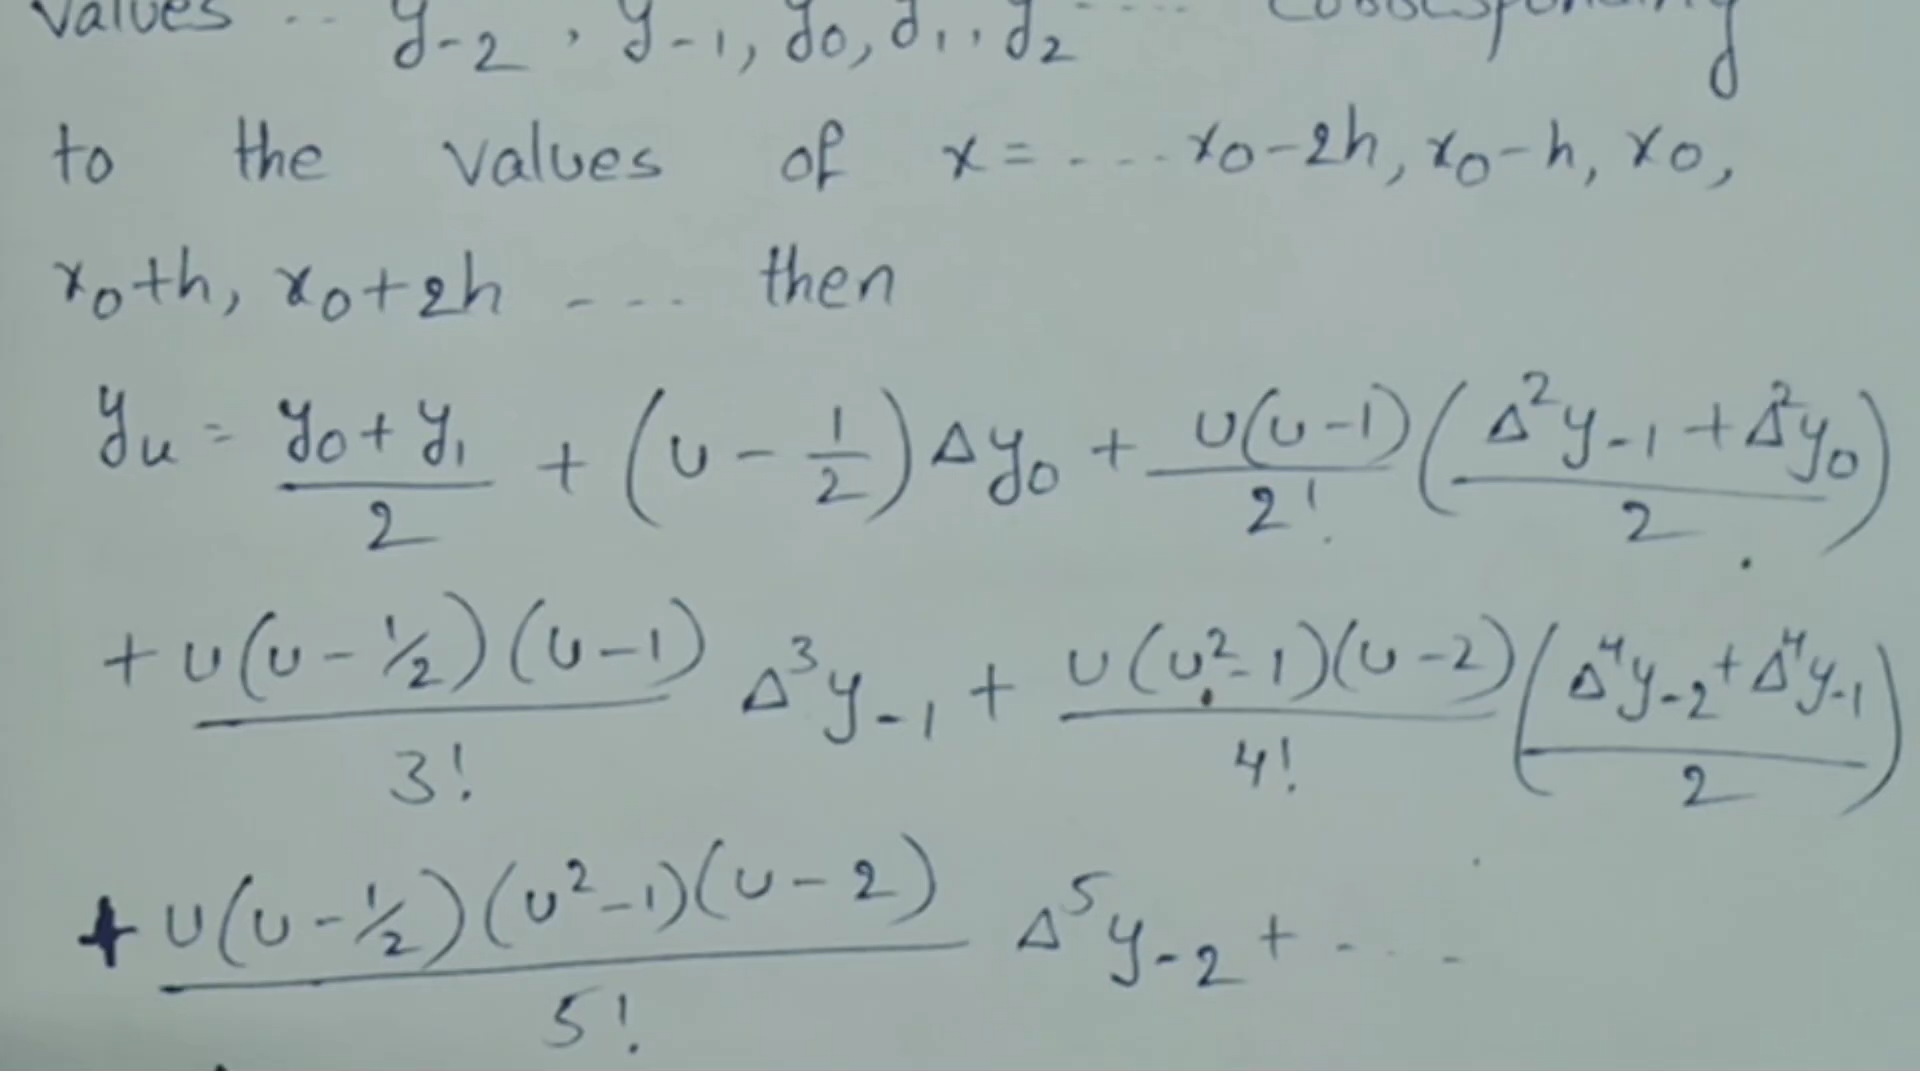 values .. y₋₂, y₋₁, y₀, y₁, y₂ .... corresponding
to the values of x = ... x₀-2h, x₀-h, x₀,
x₀+h, x₀+2h ... then
yᵤ = (y₀ + y₁)/2 + (u - 1/2) Δy₀ + u(u-1)/2! ((Δ²y₋₁ + Δ²y₀)/2)
+ u(u - 1/2)(u-1)/3! Δ³y₋₁ + u(u²-1)(u-2)/4! ((Δ⁴y₋₂ + Δ⁴y₋₁)/2)
+ u(u - 1/2)(u²-1)(u-2)/5! Δ⁵y₋₂ + ....